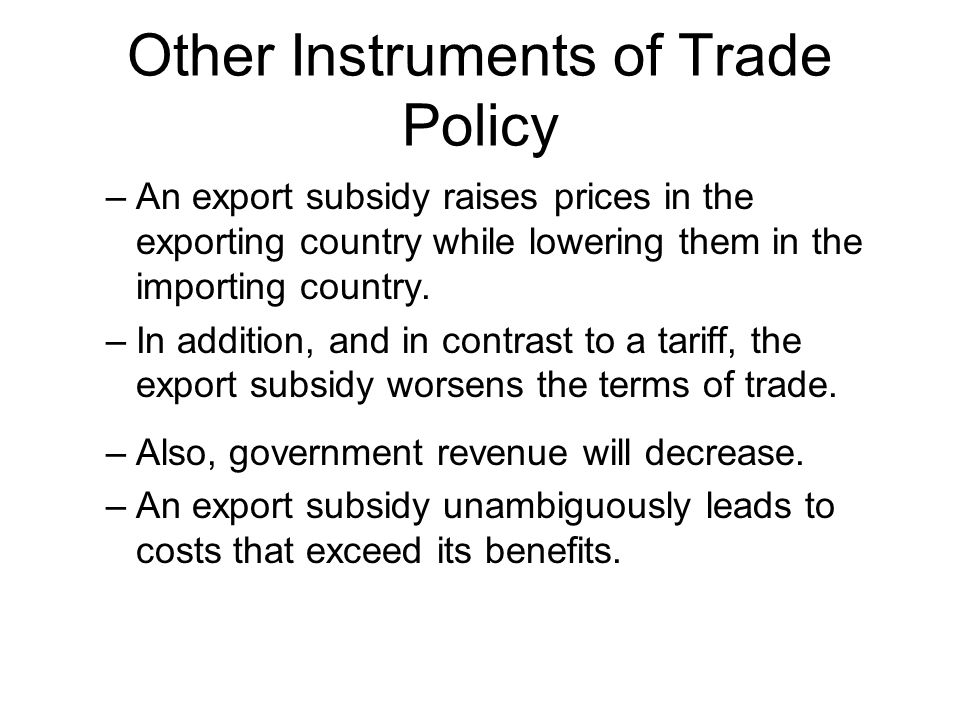 Other Instruments of Trade
Policy
– An export subsidy raises prices in the
exporting country while lowering them in the
importing country.
– In addition, and in contrast to a tariff, the
export subsidy worsens the terms of trade.
– Also, government revenue will decrease.
– An export subsidy unambiguously leads to
costs that exceed its benefits.